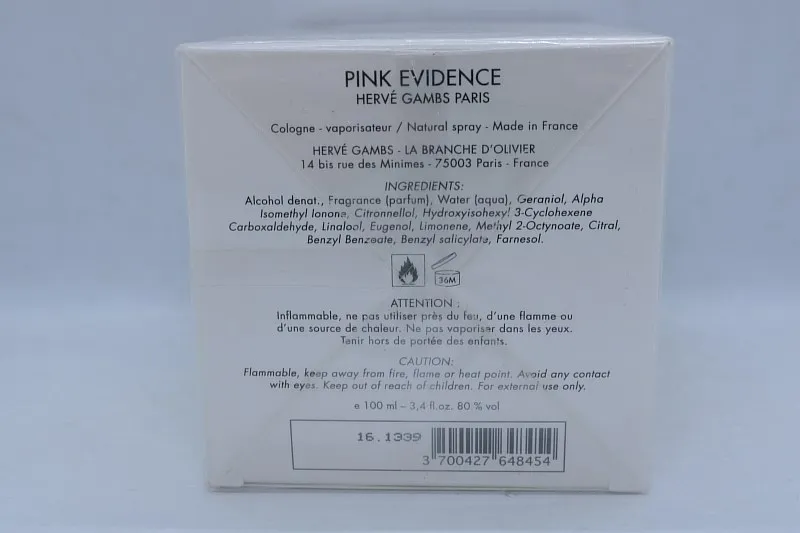 PINK EVIDENCE
HERVÉ GAMBS PARIS
Cologne - vaporisateur / Natural spray - Made in France
HERVÉ GAMBS - LA BRANCHE D'OLIVIER
14 bis rue des Minimes - 75003 Paris - France
INGREDIENTS:
Alcohol denat., Fragrance (parfum), Water (aqua), Geraniol, Alpha
Isomethyl Ionone, Citronnellol, Hydroxyisohexyl 3-Cyclohexene
Carboxaldehyde, Linalool, Eugenol, Limonene, Methyl 2-Octynoate, Citral,
Benzyl Benzoate, Benzyl salicylate, Farnesol.
36M
ATTENTION :
Inflammable, ne pas utiliser près du feu, d'une flamme ou
d'une source de chaleur. Ne pas vaporiser dans les yeux.
Tenir hors de portée des enfants.
CAUTION:
Flammable, keep away from fire, flame or heat point. Avoid any contact
with eyes. Keep out of reach of children. For external use only.
e 100 ml – 3,4 fl.oz. 80 % vol
16.1339
3 700427 648454